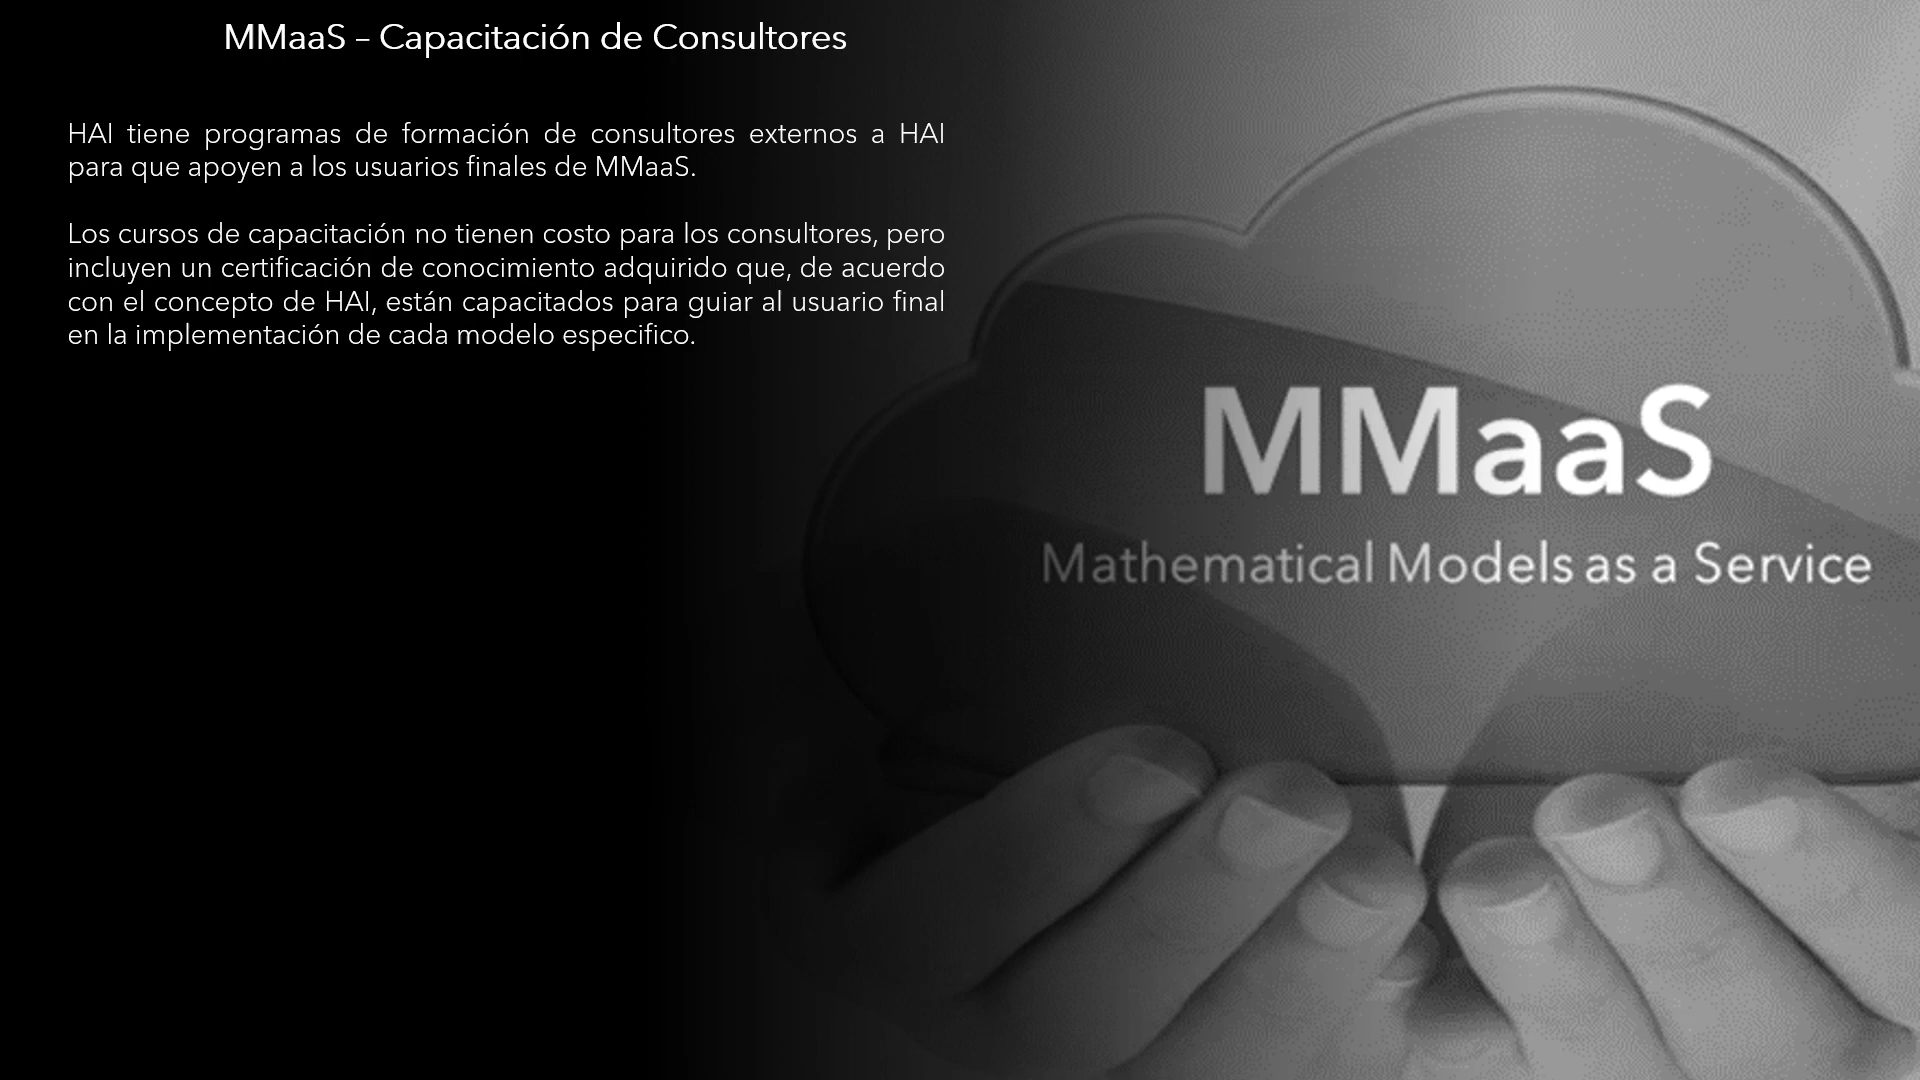 MMaaS – Capacitación de Consultores
HAI tiene programas de formación de consultores externos a HAI
para que apoyen a los usuarios finales de MMaaS.
Los cursos de capacitación no tienen costo para los consultores, pero
incluyen un certificación de conocimiento adquirido que, de acuerdo
con el concepto de HAI, están capacitados para guiar al usuario final
en la implementación de cada modelo especifico.
MMaaS
Mathematical Models as a Service